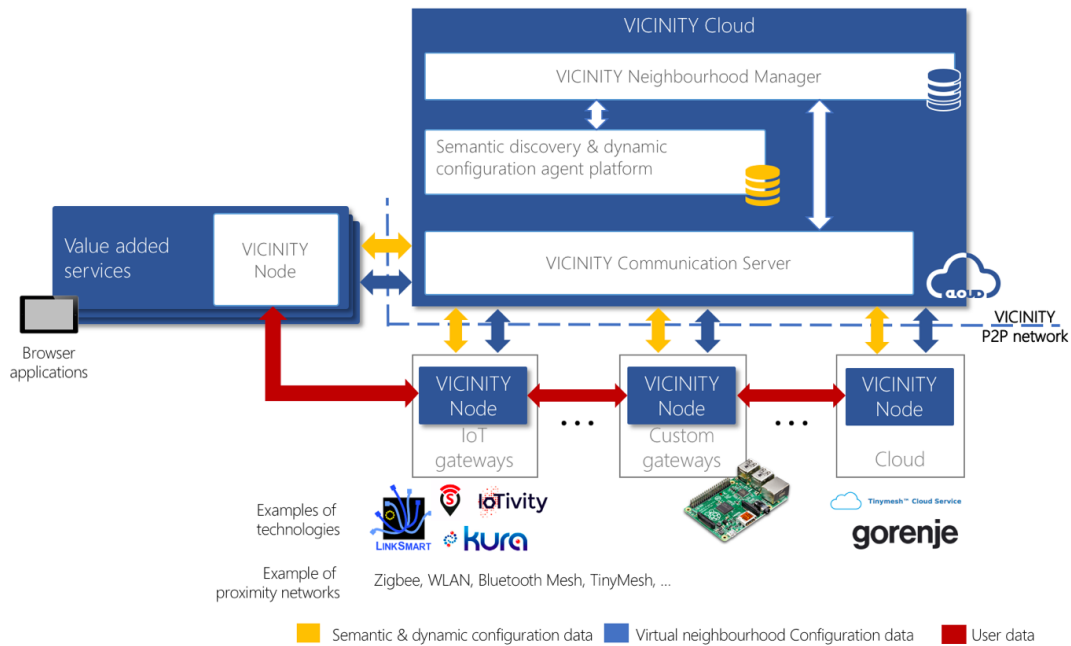 VICINITY Cloud
VICINITY Neighbourhood Manager
Semantic discovery & dynamic
configuration agent platform
Value added
services
VICINITY
Node
VICINITY Communication Server
CLOUD
VICINITY
P2P network
Browser
applications
VICINITY
Node
IoT
gateways
...
VICINITY
Node
Custom
gateways
...
VICINITY
Node
Cloud
Examples of
technologies
LINKSMART
S
IoTivity
kura
Tinymesh™ Cloud Service
gorenje
Example of
proximity networks
Zigbee, WLAN, Bluetooth Mesh, TinyMesh, ...
Semantic & dynamic configuration data
Virtual neighbourhood Configuration data
User data